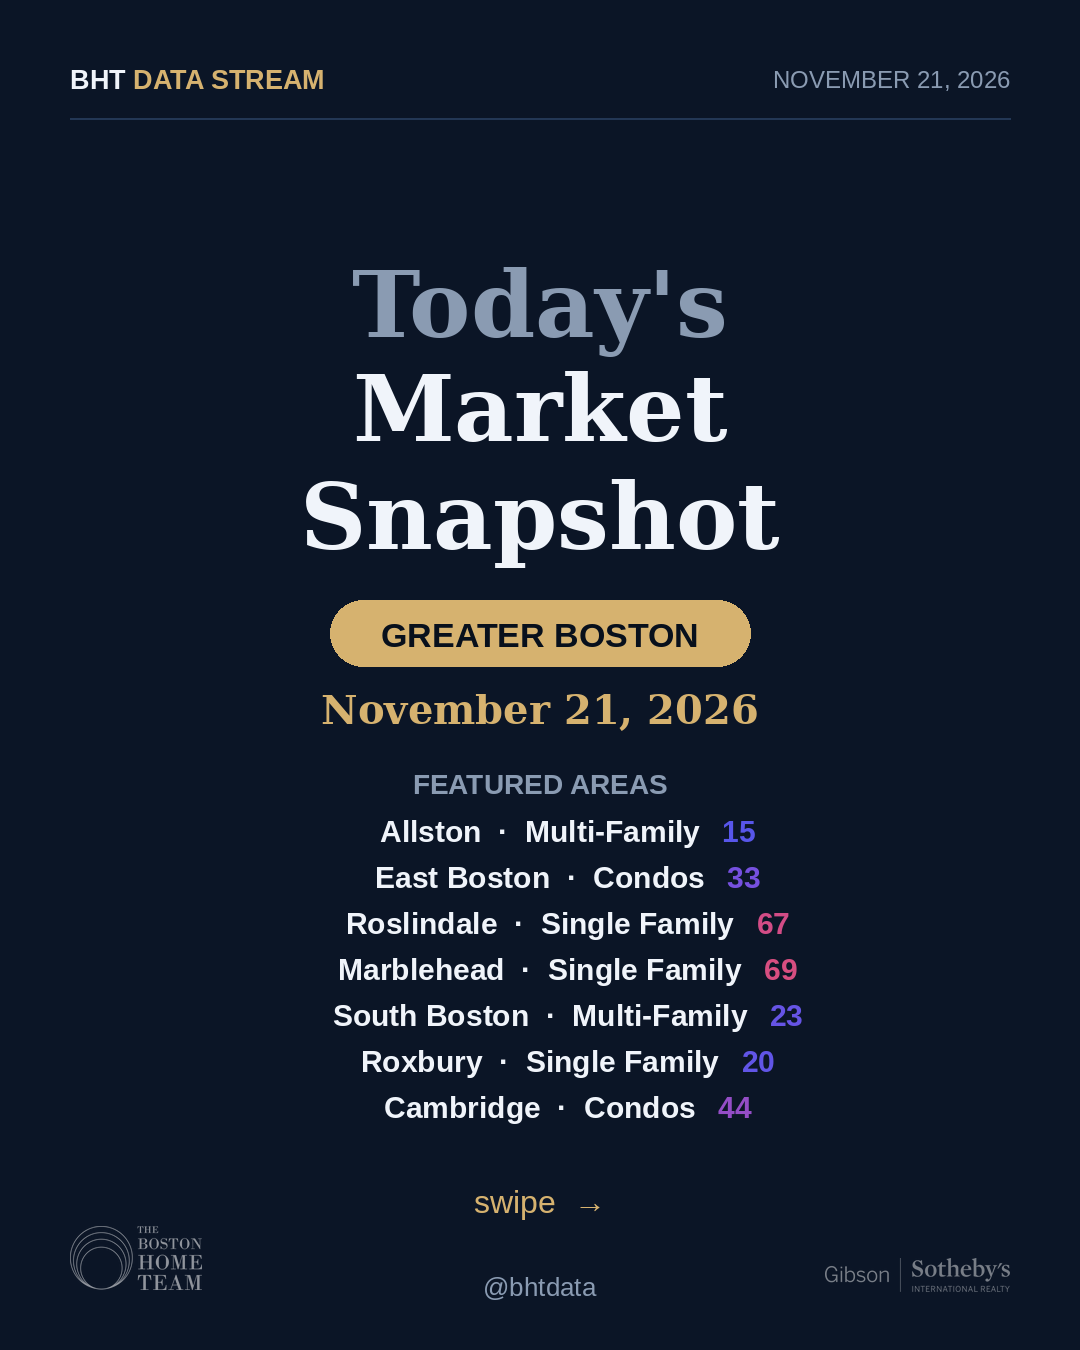 BHT DATA STREAM
NOVEMBER 21, 2026
Today's
Market
Snapshot
GREATER BOSTON
November 21, 2026
FEATURED AREAS
Allston · Multi-Family 15
East Boston · Condos 33
Roslindale · Single Family 67
Marblehead · Single Family 69
South Boston · Multi-Family 23
Roxbury · Single Family 20
Cambridge · Condos 44
swipe →
THE
BOSTON
HOME
TEAM
@bhtdata
Gibson
Sotheby's
INTERNATIONAL REALTY